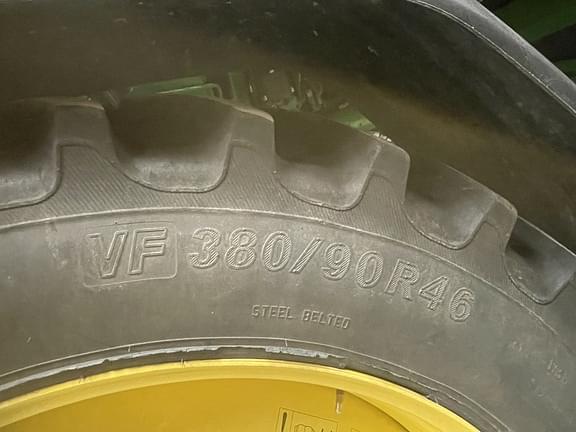 VF 380/90R46
STEEL BELTED